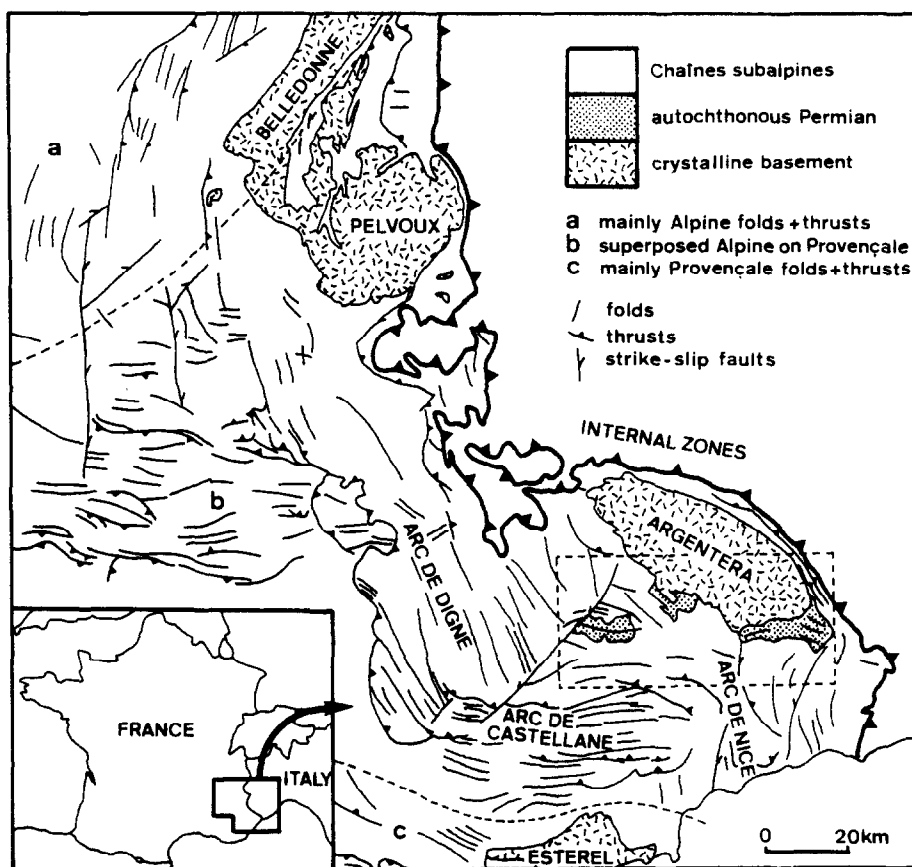 BELLEDONNE
a
PELVOUX
Chaînes subalpines
autochthonous Permian
crystalline basement
a mainly Alpine folds + thrusts
b superposed Alpine on Provençale
c mainly Provençale folds + thrusts
folds
thrusts
strike-slip faults
INTERNAL ZONES
b
ARGENTERA
ARC DE DIGNE
ARC DE
CASTELLANE
ARC DE NICE
FRANCE
ITALY
c
ESTEREL
0 20km